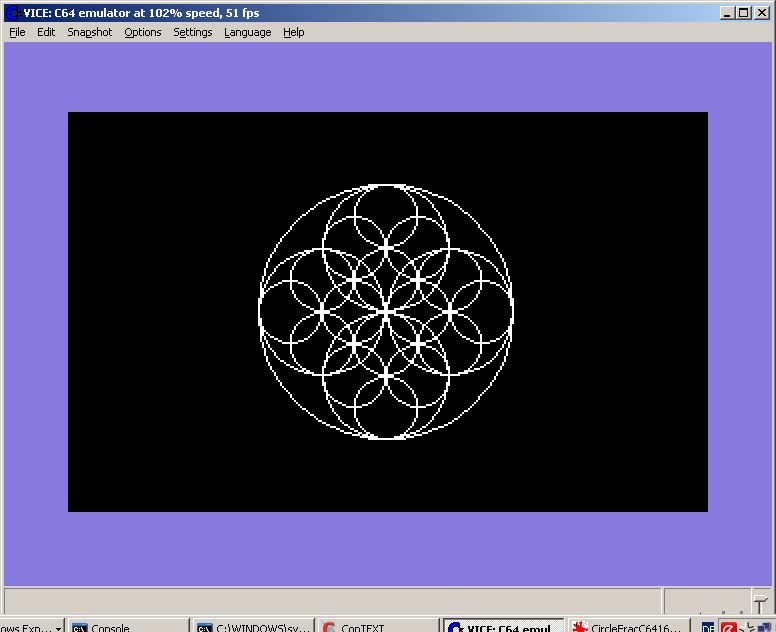 VICE: C64 emulator at 102% speed, 51 fps
File Edit Snapshot Options Settings Language Help
ows Exp... Console C:\WINDOWS\sy... ConTEXT VICE: C64 emul CircleFracC6416... DE